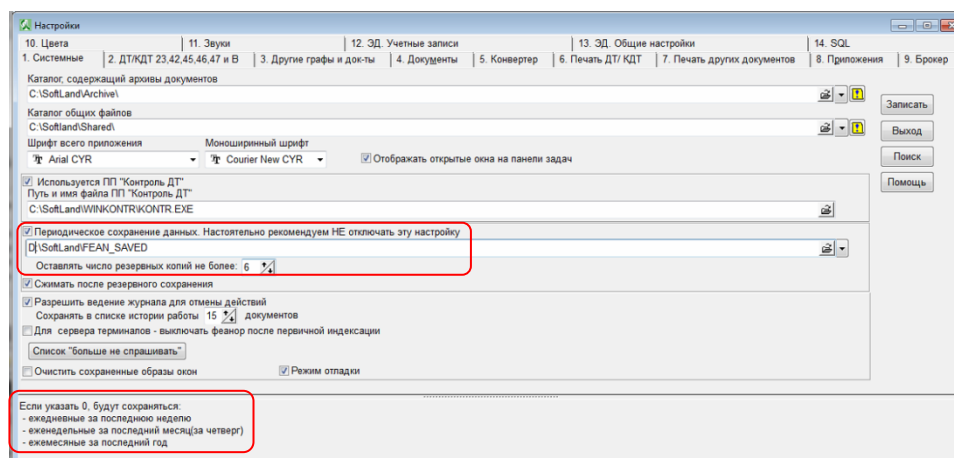 Настройки
10. Цвета 11. Звуки 12. ЭД. Учетные записи 13. ЭД. Общие настройки 14. SQL
1. Системные 2. ДТ/КДТ 23,42,45,46,47 и В 3. Другие графы и док-ты 4. Документы 5. Конвертер 6. Печать ДТ/ КДТ 7. Печать других документов 8. Приложения 9. Брокер
Каталог, содержащий архивы документов
C:\SoftLand\Archive\
Каталог общих файлов
C:\Softland\Shared\
Шрифт всего приложения Моноширинный шрифт
Arial CYR Courier New CYR Отображать открытые окна на панели задач
Используется ПП "Контроль ДТ"
Путь и имя файла ПП "Контроль ДТ"
C:\SoftLand\WINKONTR\KONTR.EXE
Периодическое сохранение данных. Настоятельно рекомендуем НЕ отключать эту настройку
D:\SoftLand\FEAN_SAVED
Оставлять число резервных копий не более: 6
Сжимать после резервного сохранения
Разрешить ведение журнала для отмены действий
Сохранять в списке истории работы 15 документов
Для сервера терминалов - выключать феанор после первичной индексации
Список "больше не спрашивать"
Очистить сохраненные образы окон Режим отладки
Записать
Выход
Поиск
Помощь
Если указать 0, будут сохраняться:
- ежедневные за последнюю неделю
- еженедельные за последний месяц(за четверг)
- ежемесяные за последний год